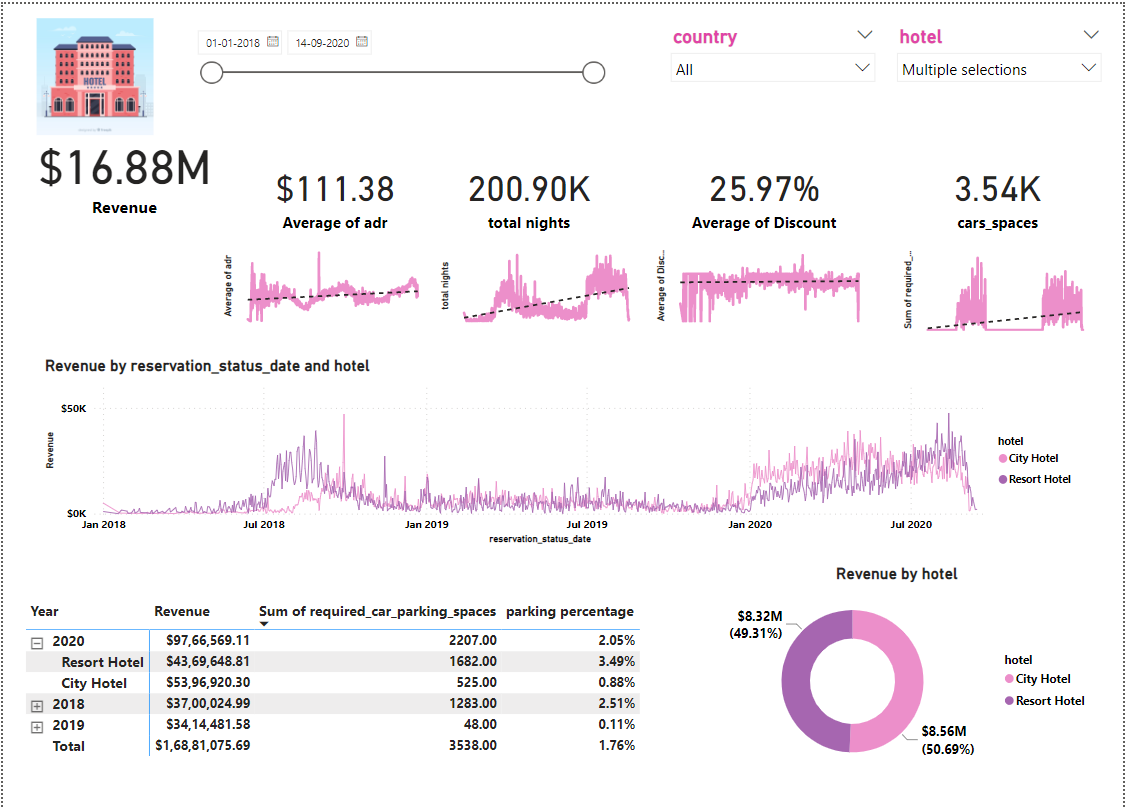 01-01-2018
14-09-2020
country
hotel
All
Multiple selections
HOTEL
$16.88M
Revenue
$111.38
Average of adr
200.90K
total nights
25.97%
Average of Discount
3.54K
cars_spaces
Average of adr
total nights
Average of Disc...
Sum of required_...
Revenue by reservation_status_date and hotel
$50K
Revenue
$0K
Jan 2018
Jul 2018
Jan 2019
Jul 2019
Jan 2020
Jul 2020
reservation_status_date
hotel
City Hotel
Resort Hotel
Year Revenue Sum of required_car_parking_spaces parking percentage
2020 $97,66,569.11 2207.00 2.05%
Resort Hotel $43,69,648.81 1682.00 3.49%
City Hotel $53,96,920.30 525.00 0.88%
2018 $37,00,024.99 1283.00 2.51%
2019 $34,14,481.58 48.00 0.11%
Total $1,68,81,075.69 3538.00 1.76%
Revenue by hotel
$8.32M
(49.31%)
$8.56M
(50.69%)
hotel
City Hotel
Resort Hotel